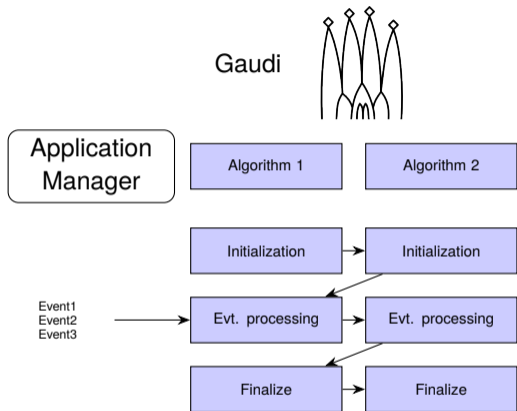 Gaudi
Application
Manager
Algorithm 1
Algorithm 2
Initialization
Initialization
Event1
Event2
Event3
Evt. processing
Evt. processing
Finalize
Finalize